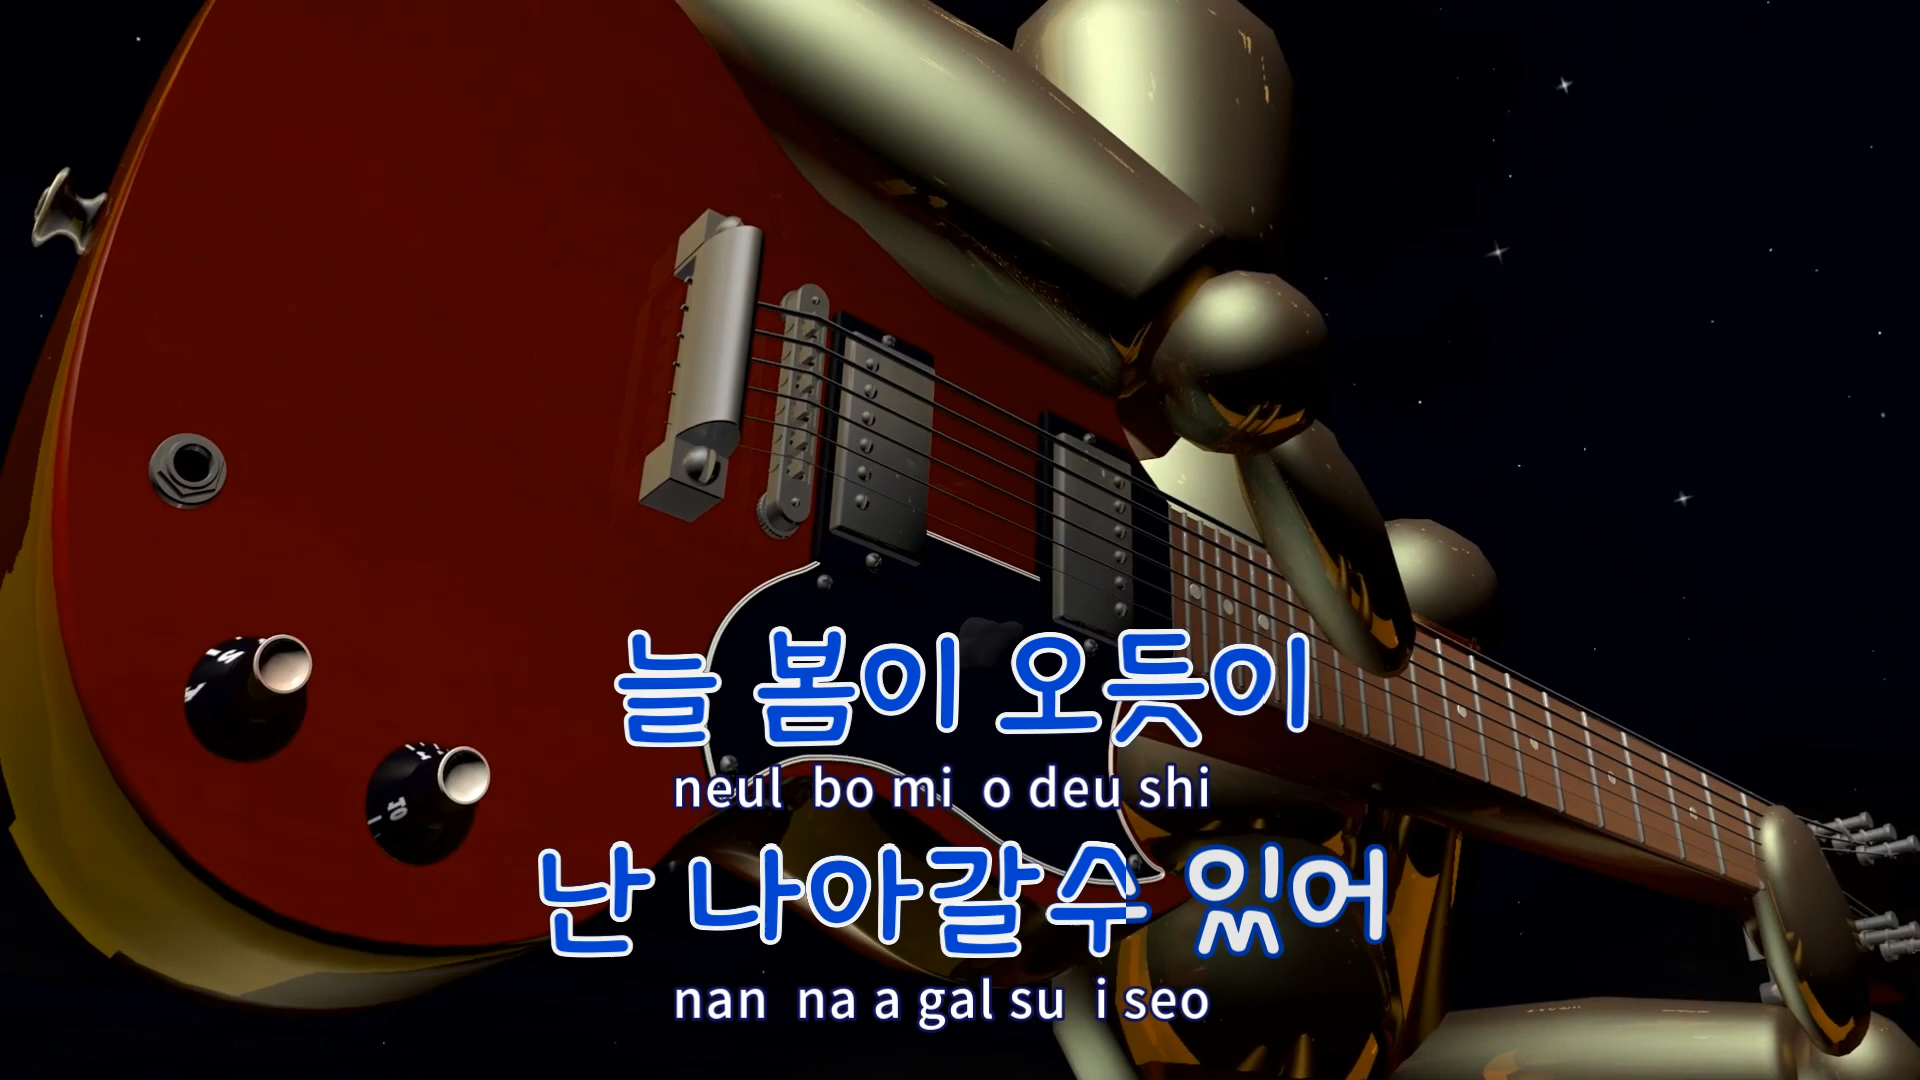 늘 봄이 오듯이
neul bo mi o deu shi
난 나아갈수 있어
nan na a gal su i seo
10